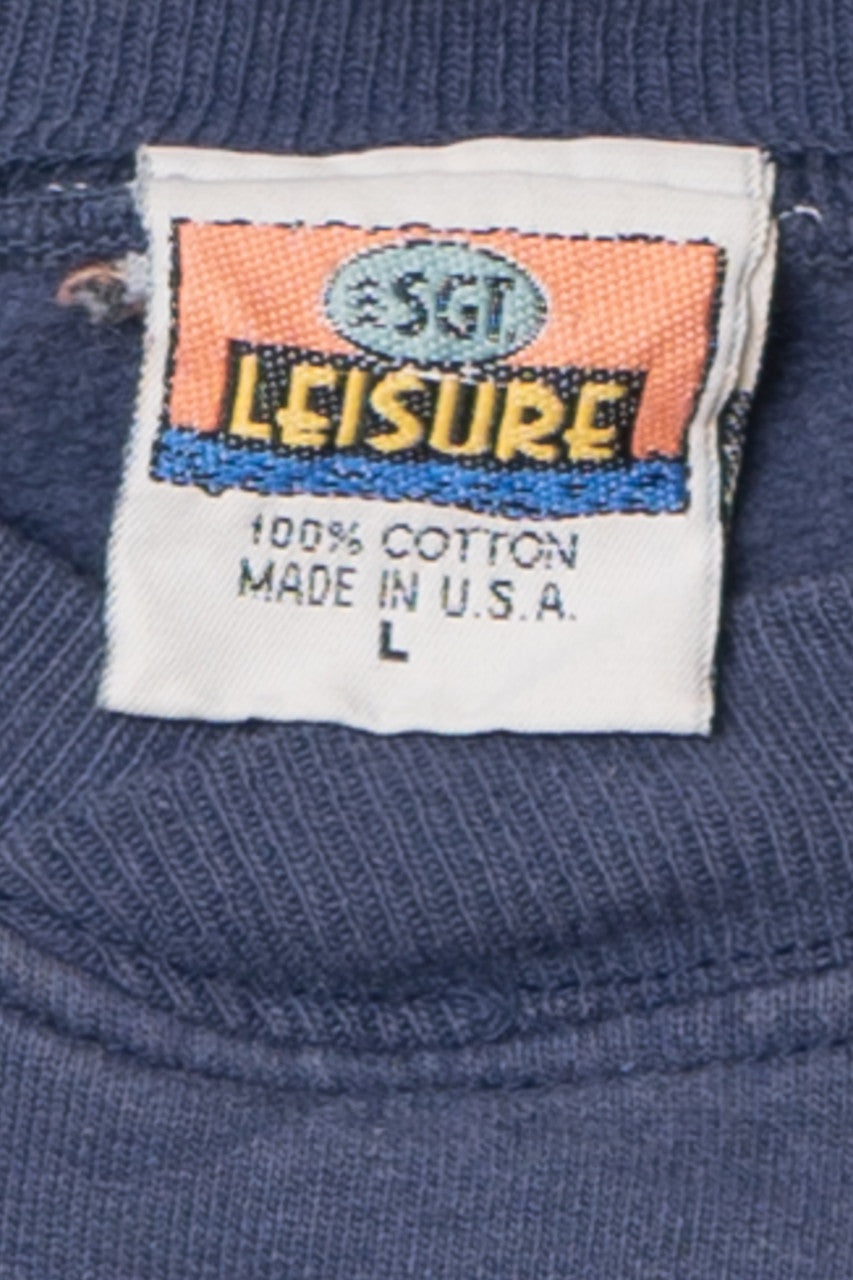 SGT.
LEISURE
100% COTTON
MADE IN U.S.A.
L